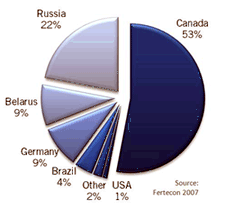 Russia
22%
Canada
53%
Belarus
9%
Germany
9%
Brazil
4%
Other
2%
USA
1%
Source:
Fertecon 2007